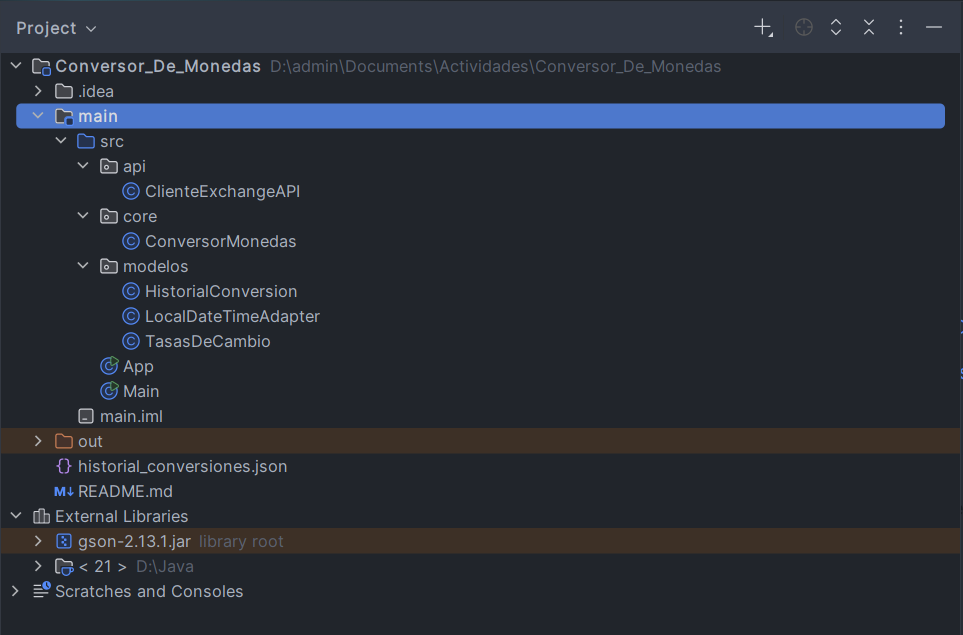 Project
Conversor_De_Monedas D:\admin\Documents\Actividades\Conversor_De_Monedas
.idea
main
src
api
ClienteExchangeAPI
core
ConversorMonedas
modelos
HistorialConversion
LocalDateTimeAdapter
TasasDeCambio
App
Main
main.iml
out
historial_conversiones.json
README.md
External Libraries
gson-2.13.1.jar library root
< 21 > D:\Java
Scratches and Consoles